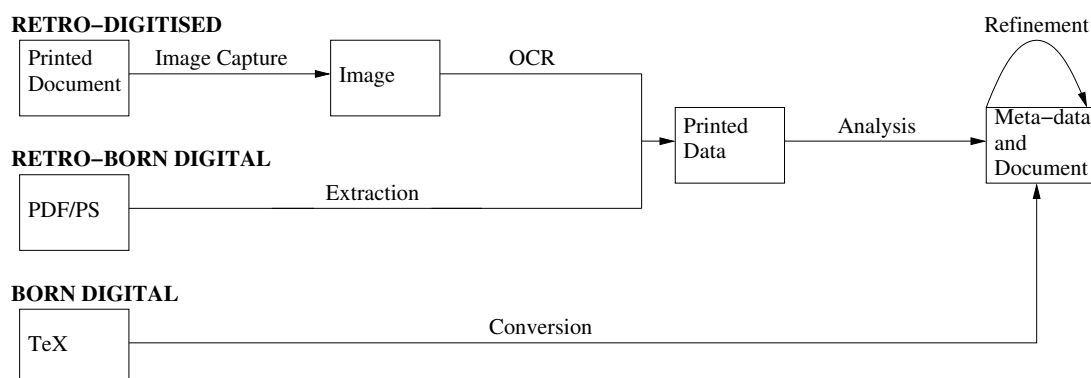 RETRO−DIGITISED
Refinement
Printed
Document
Image Capture
Image
OCR
Printed
Data
Analysis
Meta−data
and
Document
RETRO−BORN DIGITAL
PDF/PS
Extraction
BORN DIGITAL
TeX
Conversion